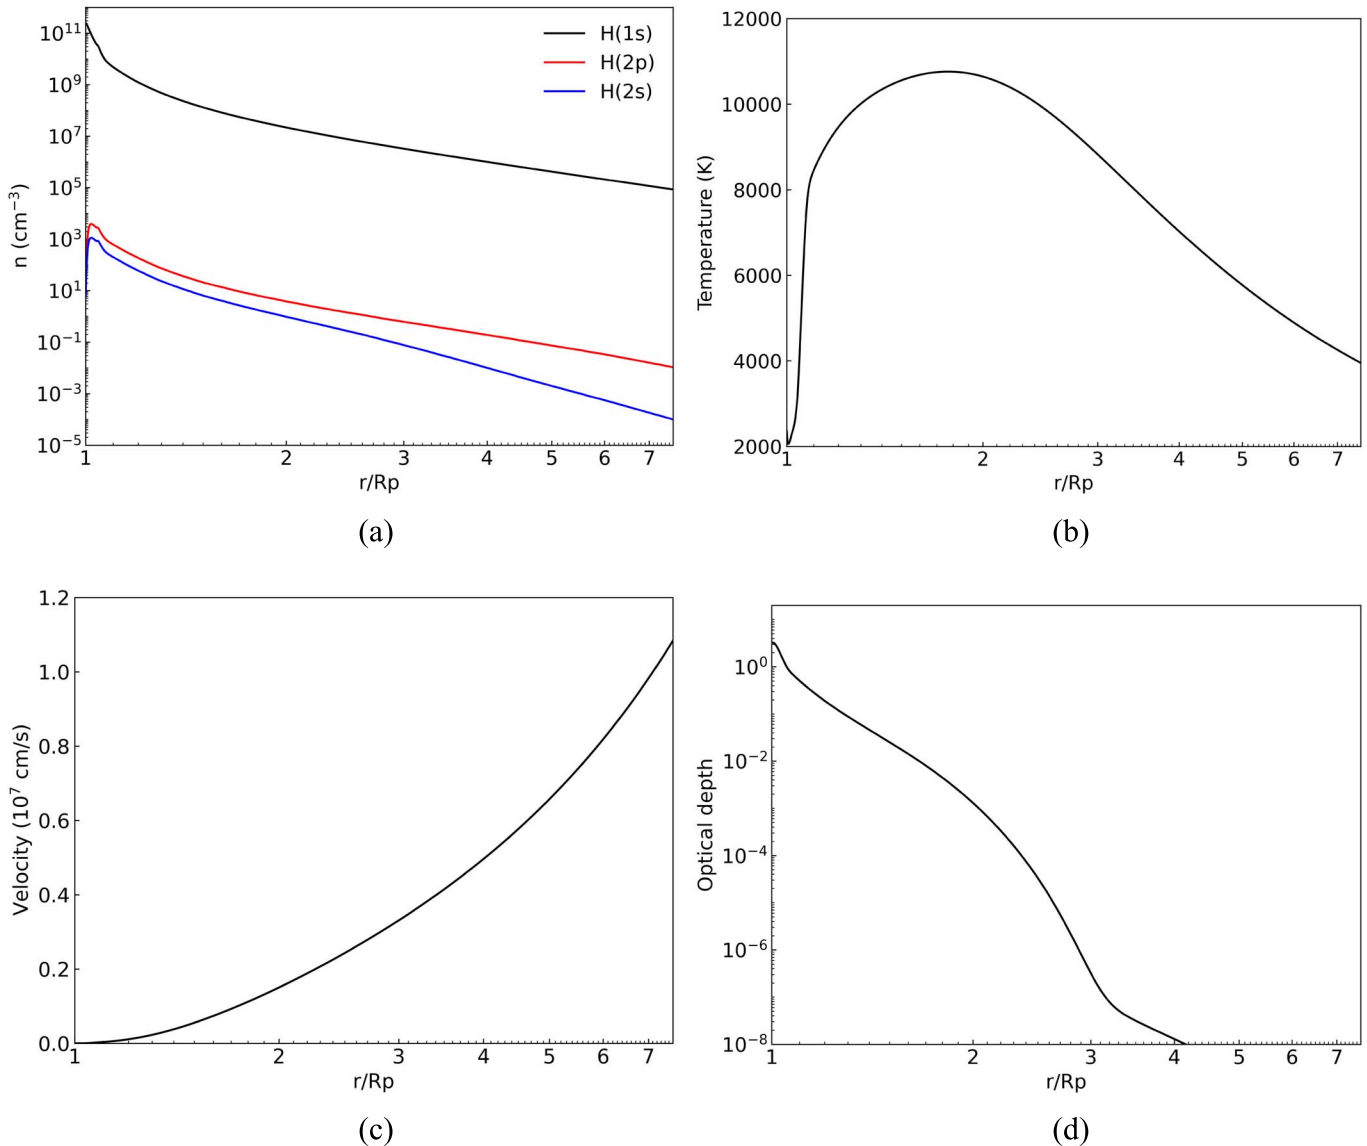 10^11
10^9
10^7
10^5
10^3
10^1
10^−1
10^−3
10^−5
n (cm^−3)
H(1s)
H(2p)
H(2s)
1 2 3 4 5 6 7
r/Rp
(a)
12000
10000
8000
6000
4000
2000
Temperature (K)
1 2 3 4 5 6 7
r/Rp
(b)
1.2
1.0
0.8
0.6
0.4
0.2
0.0
Velocity (10^7 cm/s)
1 2 3 4 5 6 7
r/Rp
(c)
10^0
10^−2
10^−4
10^−6
10^−8
Optical depth
1 2 3 4 5 6 7
r/Rp
(d)